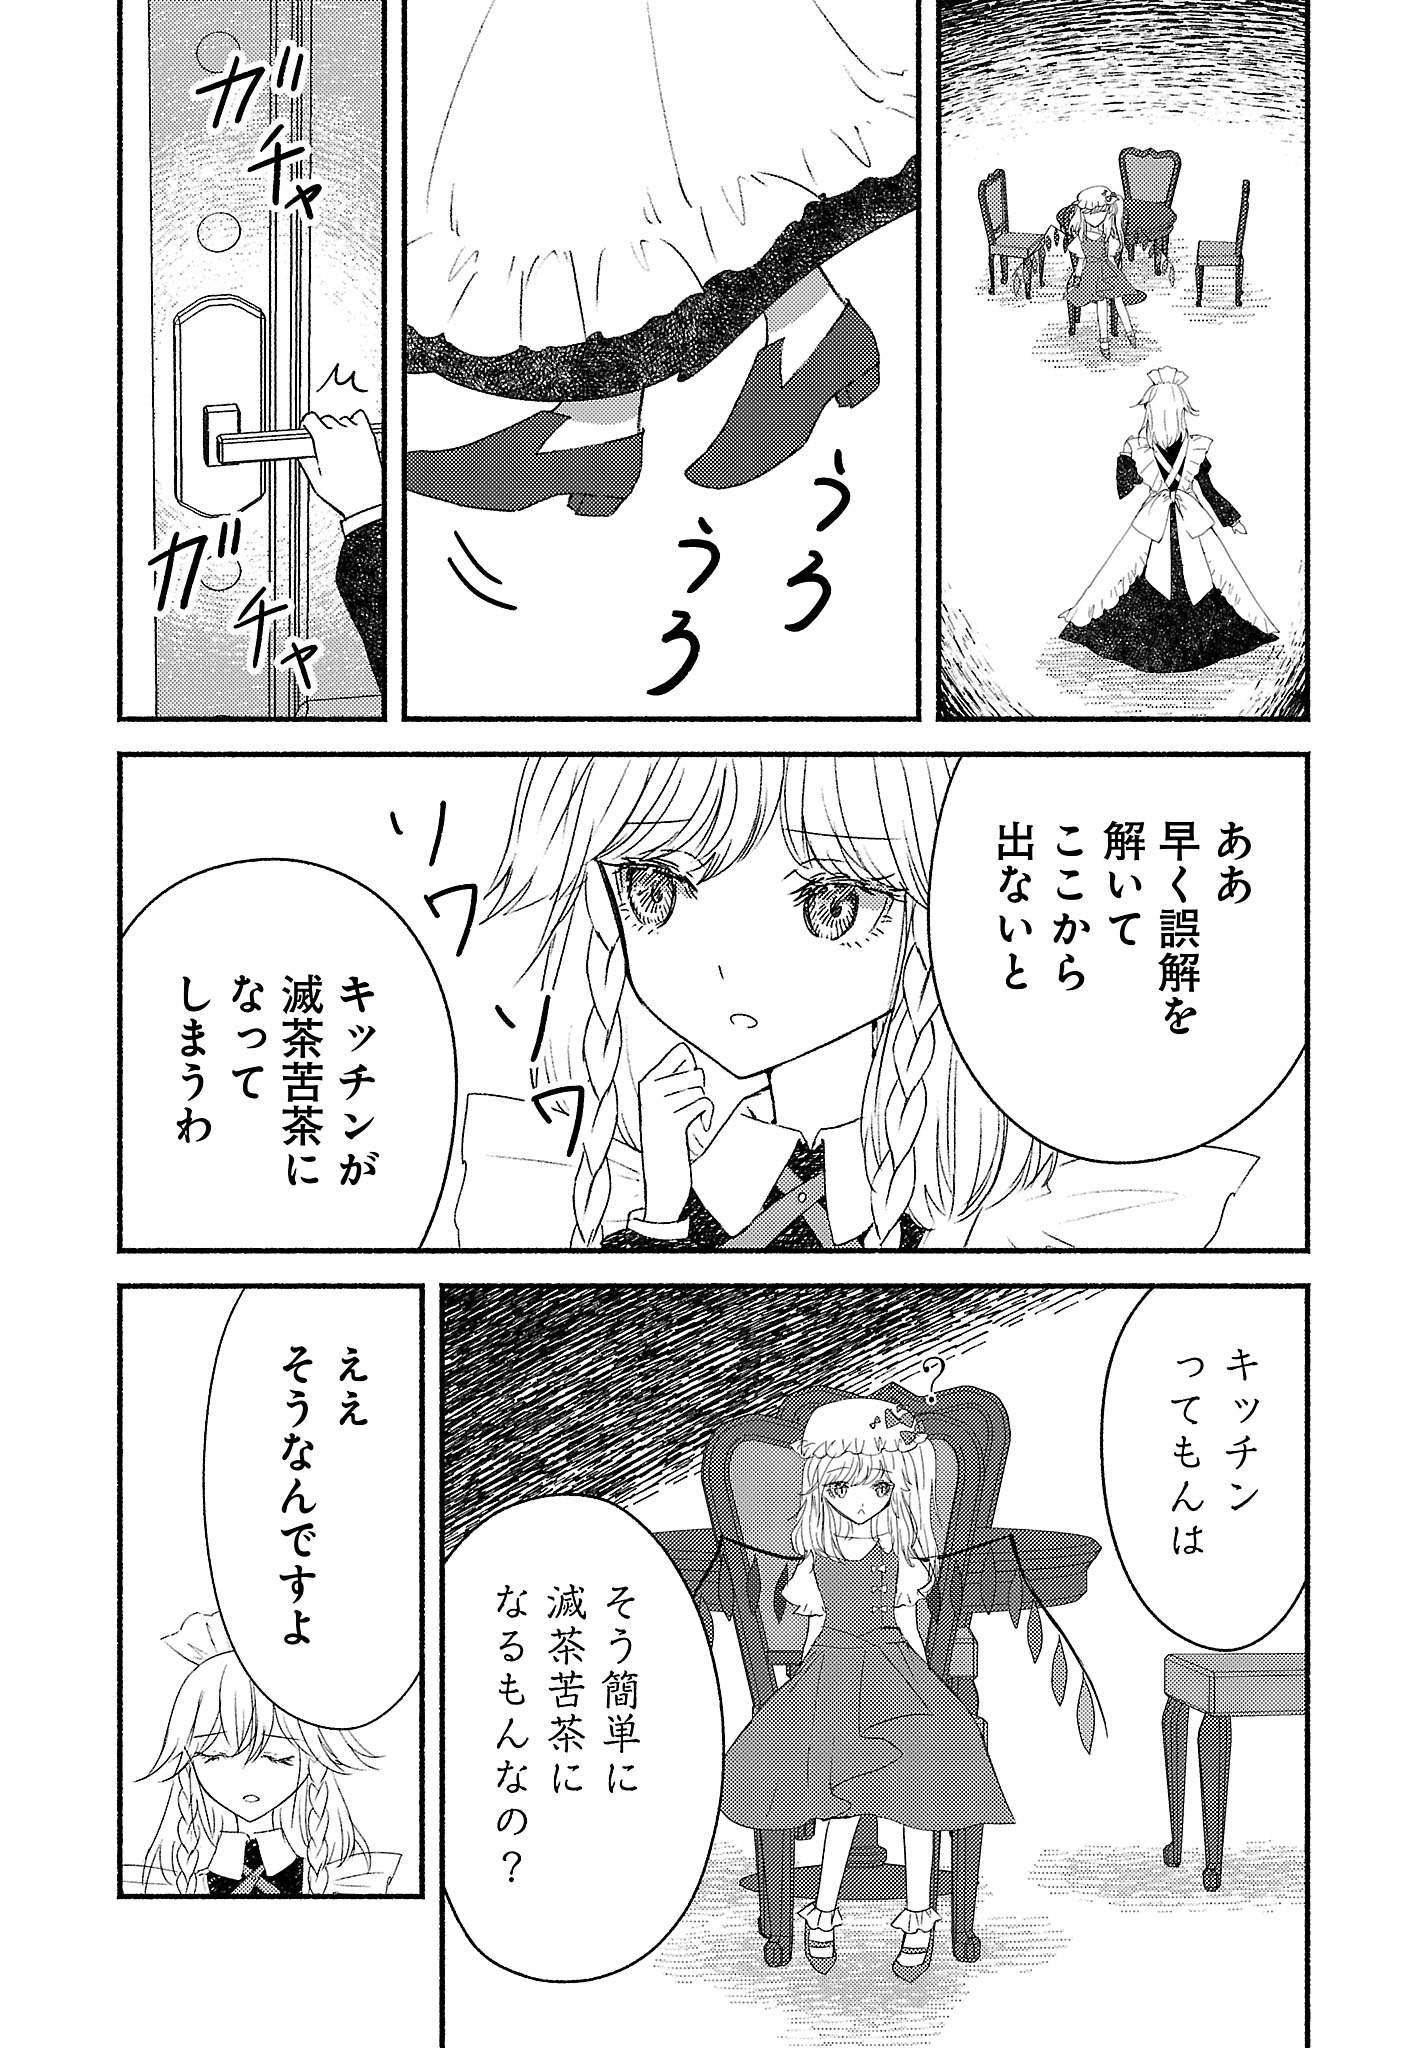 うろ
うろ
ガチャ
ガチャ
ああ
早く誤解を
解いて
ここから
出ないと
ソワ
ソワ
キッチンが
滅茶苦茶に
なって
しまうわ
キッチン
ってもんは
?
そう簡単に
滅茶苦茶に
なるもんなの?
ええ
そうなんですよ